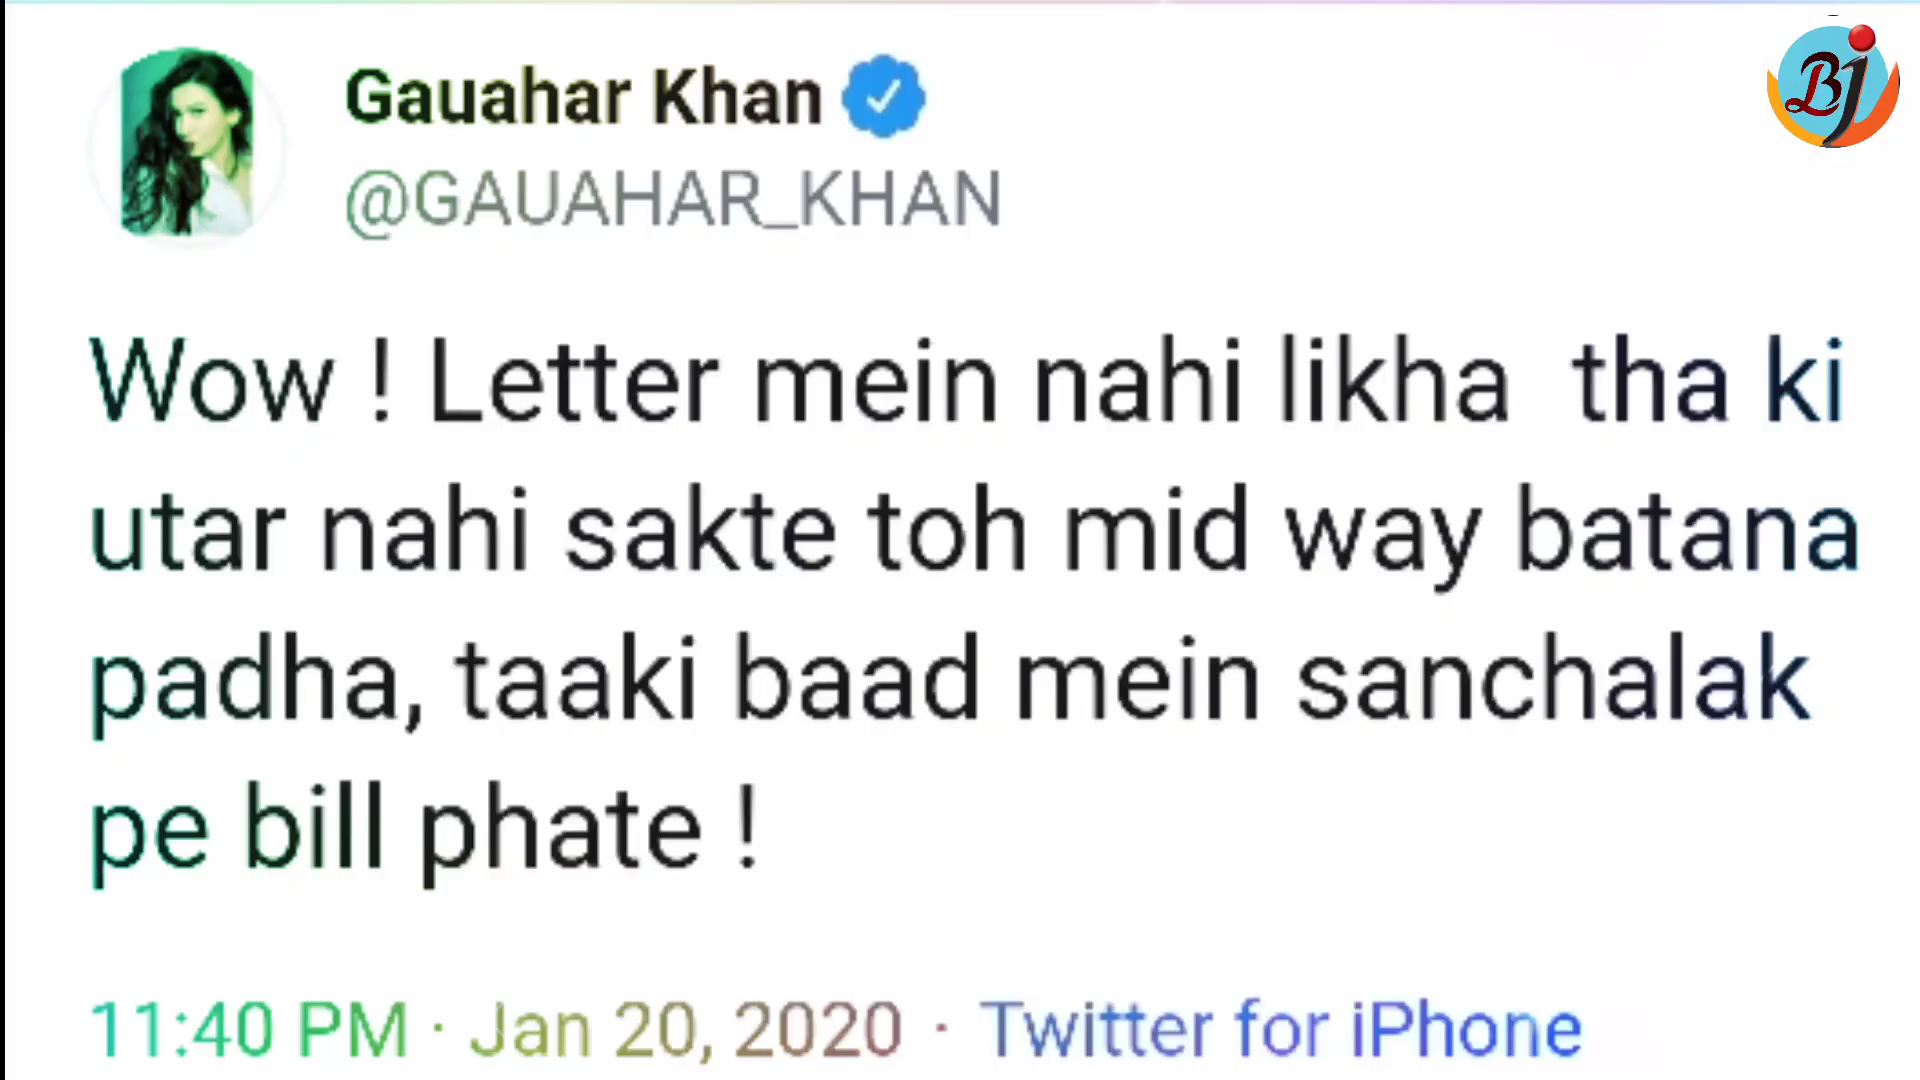 BJ
Gauahar Khan
@GAUAHAR_KHAN
Wow ! Letter mein nahi likha tha ki
utar nahi sakte toh mid way batana
padha, taaki baad mein sanchalak
pe bill phate !
11:40 PM · Jan 20, 2020 · Twitter for iPhone